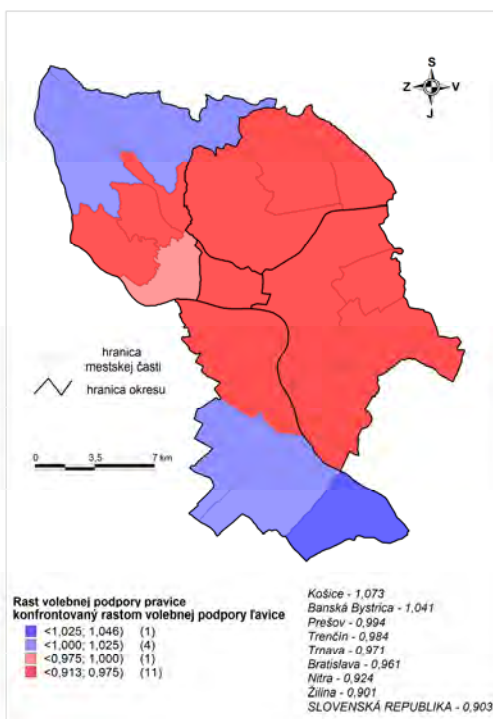 S
Z V
J
hranica
mestskej časti
hranica okresu
0 3,5 7 km
Rast volebnej podpory pravice
konfrontovaný rastom volebnej podpory ľavice
<1,025; 1,046) (1)
<1,000; 1,025) (4)
<0,975; 1,000) (1)
<0,913; 0,975) (11)
Košice - 1,073
Banská Bystrica - 1,041
Prešov - 0,994
Trenčín - 0,984
Trnava - 0,971
Bratislava - 0,961
Nitra - 0,924
Žilina - 0,901
SLOVENSKÁ REPUBLIKA - 0,903